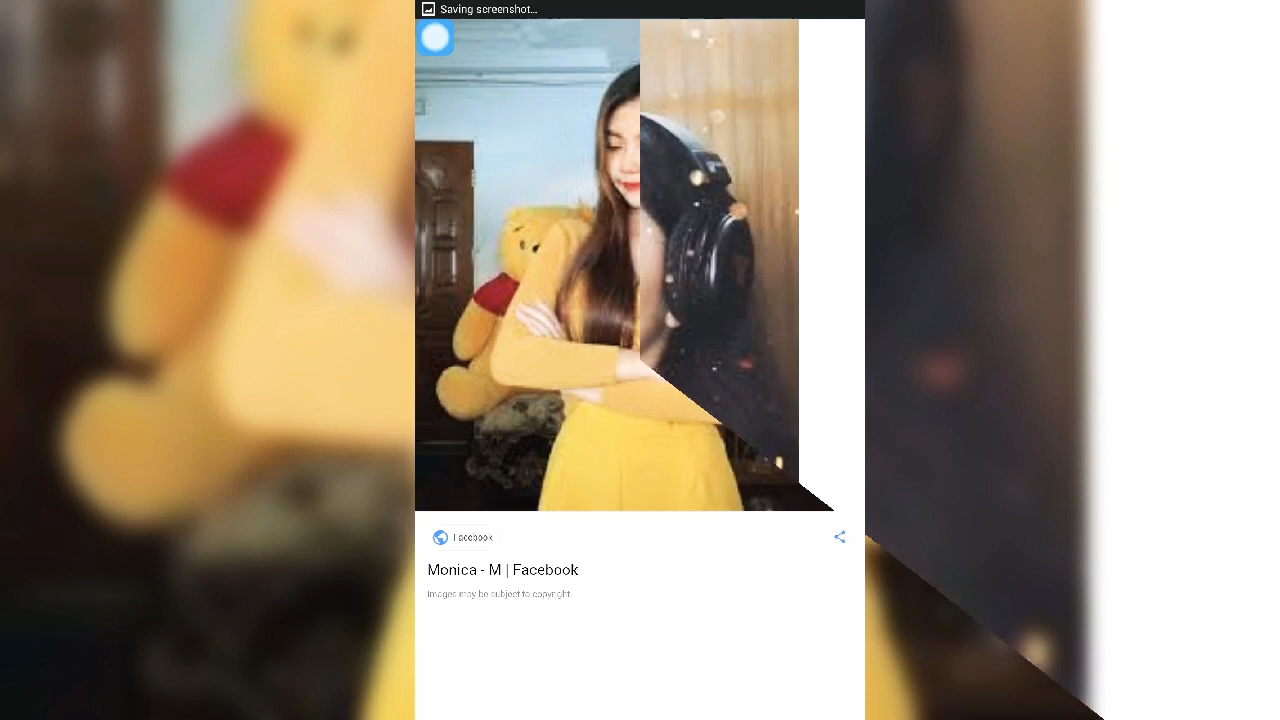 Saving screenshot...
Facebook
Monica - M | Facebook
Images may be subject to copyright